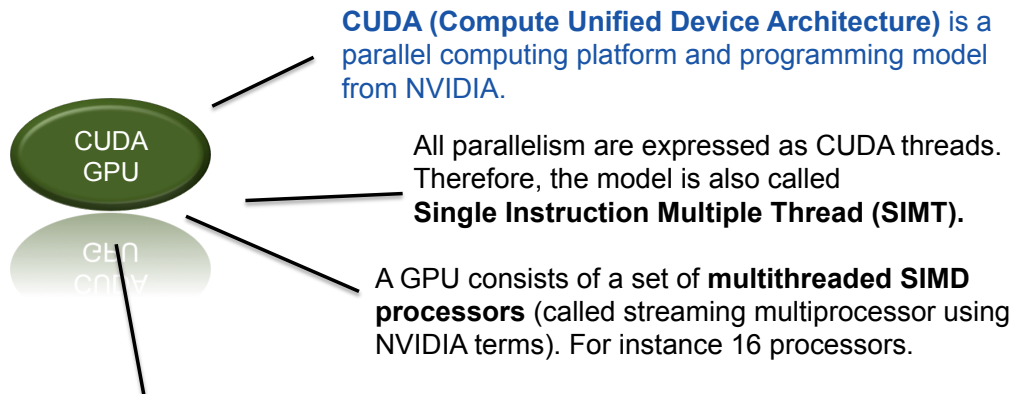 CUDA (Compute Unified Device Architecture) is a
parallel computing platform and programming model
from NVIDIA.
CUDA
GPU
All parallelism are expressed as CUDA threads.
Therefore, the model is also called
Single Instruction Multiple Thread (SIMT).
GPU
CUDA
A GPU consists of a set of multithreaded SIMD
processors (called streaming multiprocessor using
NVIDIA terms). For instance 16 processors.